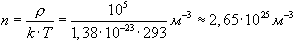 n = ρ / (k · T) = 10⁵ / (1,38 · 10⁻²³ · 293) м⁻³ ≈ 2,65 · 10²⁵ м⁻³